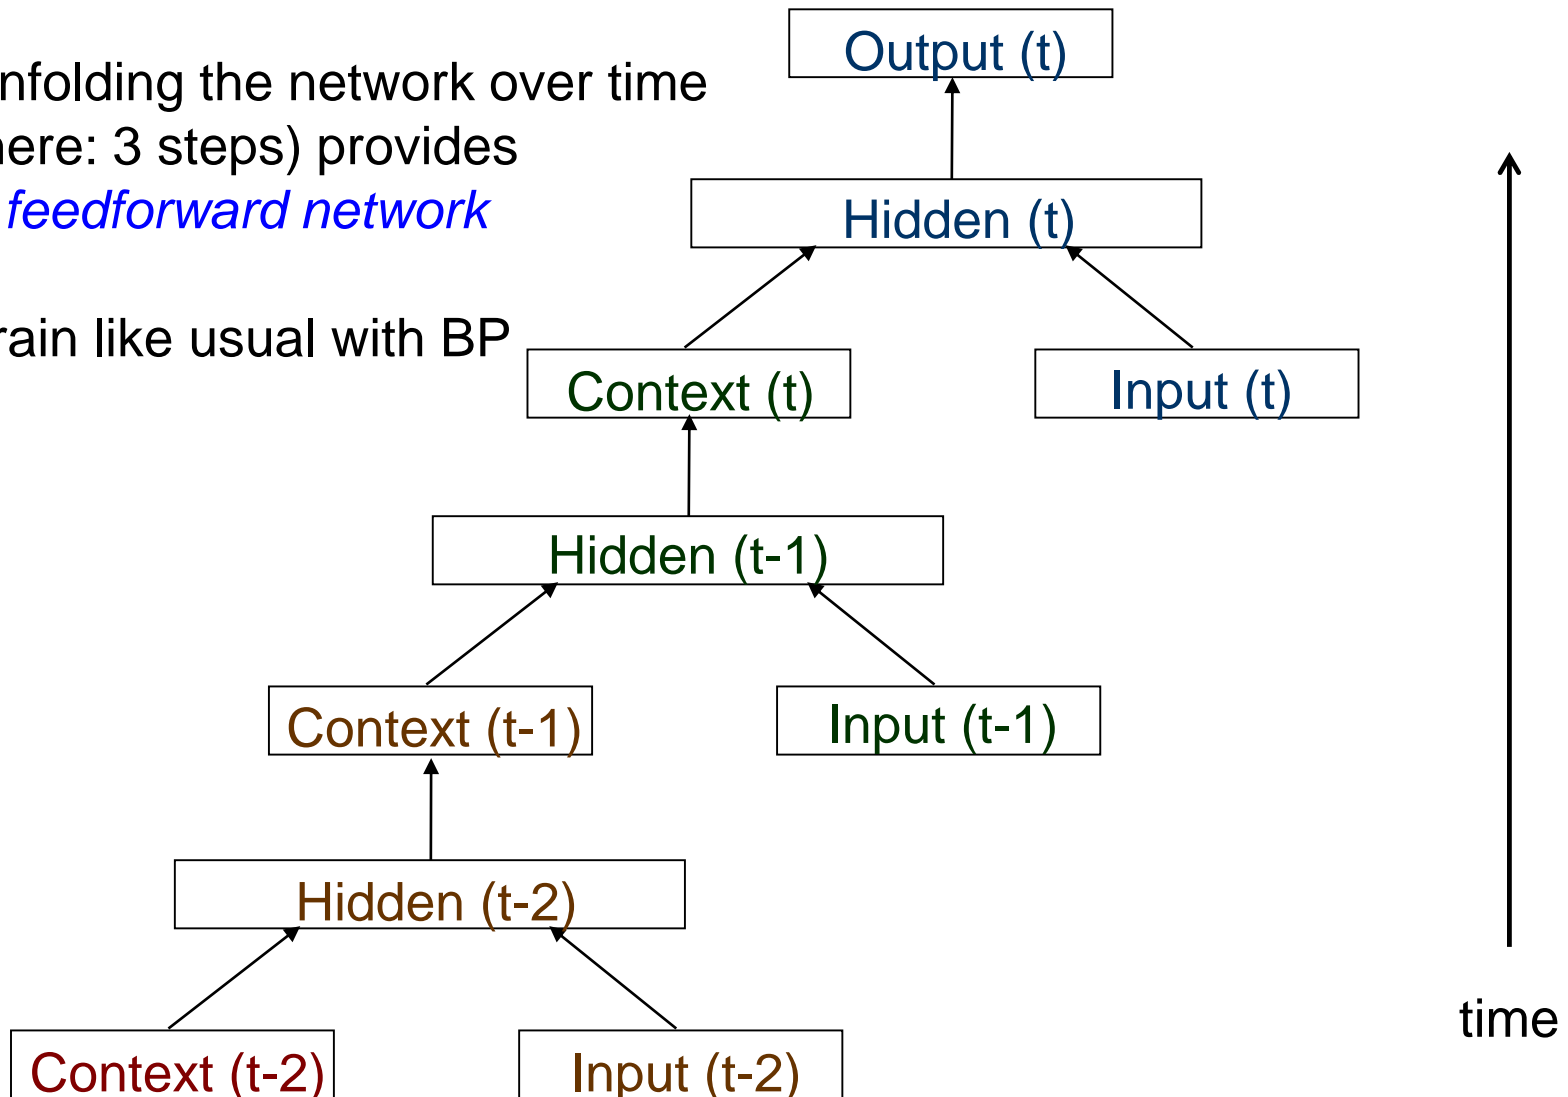 Output (t)
nfolding the network over time
here: 3 steps) provides
feedforward network
Hidden (t)
rain like usual with BP
Context (t)
Input (t)
Hidden (t-1)
Context (t-1)
Input (t-1)
Hidden (t-2)
time
Context (t-2)
Input (t-2)